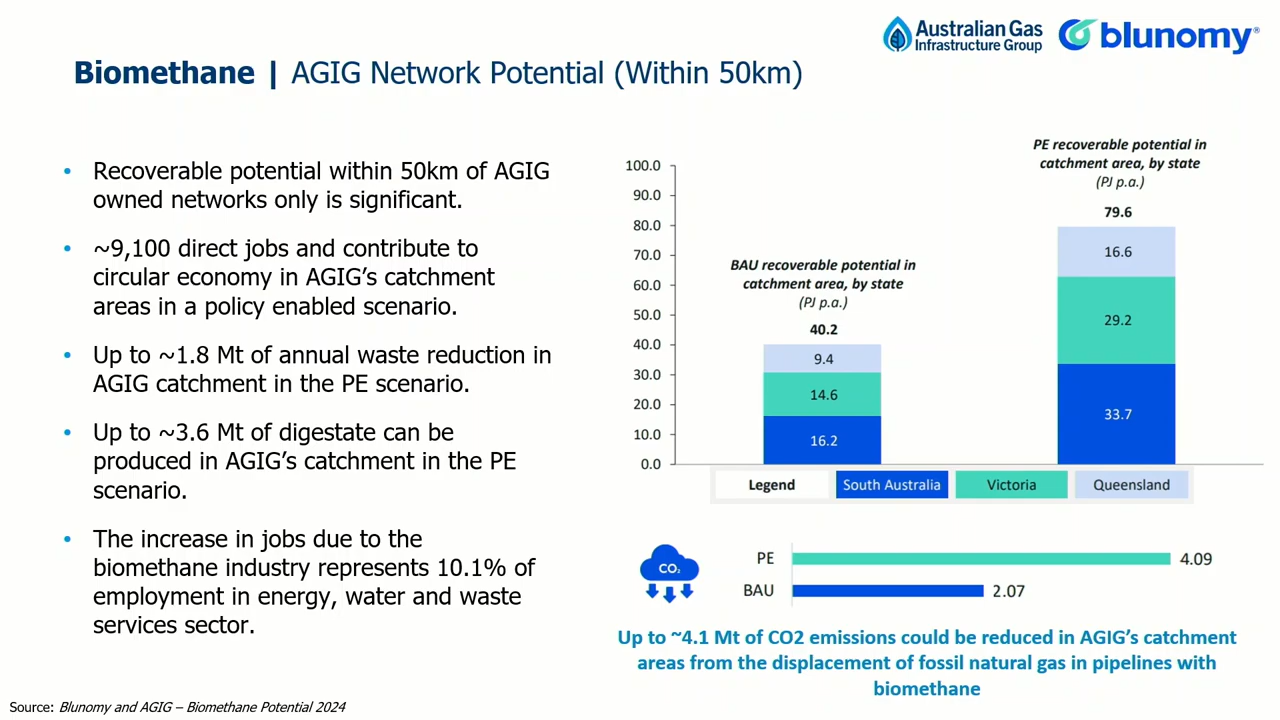 Australian Gas
Infrastructure Group
blunomy®
Biomethane | AGIG Network Potential (Within 50km)
• Recoverable potential within 50km of AGIG
owned networks only is significant.
• ~9,100 direct jobs and contribute to
circular economy in AGIG’s catchment
areas in a policy enabled scenario.
• Up to ~1.8 Mt of annual waste reduction in
AGIG catchment in the PE scenario.
• Up to ~3.6 Mt of digestate can be
produced in AGIG’s catchment in the PE
scenario.
• The increase in jobs due to the
biomethane industry represents 10.1% of
employment in energy, water and waste
services sector.
100.0
90.0
80.0
70.0
60.0
50.0
40.0
30.0
20.0
10.0
0.0
BAU recoverable potential in
catchment area, by state
(PJ p.a.)
40.2
9.4
14.6
16.2
PE recoverable potential in
catchment area, by state
(PJ p.a.)
79.6
16.6
29.2
33.7
Legend South Australia Victoria Queensland
CO₂
PE 4.09
BAU 2.07
Up to ~4.1 Mt of CO2 emissions could be reduced in AGIG’s catchment
areas from the displacement of fossil natural gas in pipelines with
biomethane
Source: Blunomy and AGIG – Biomethane Potential 2024